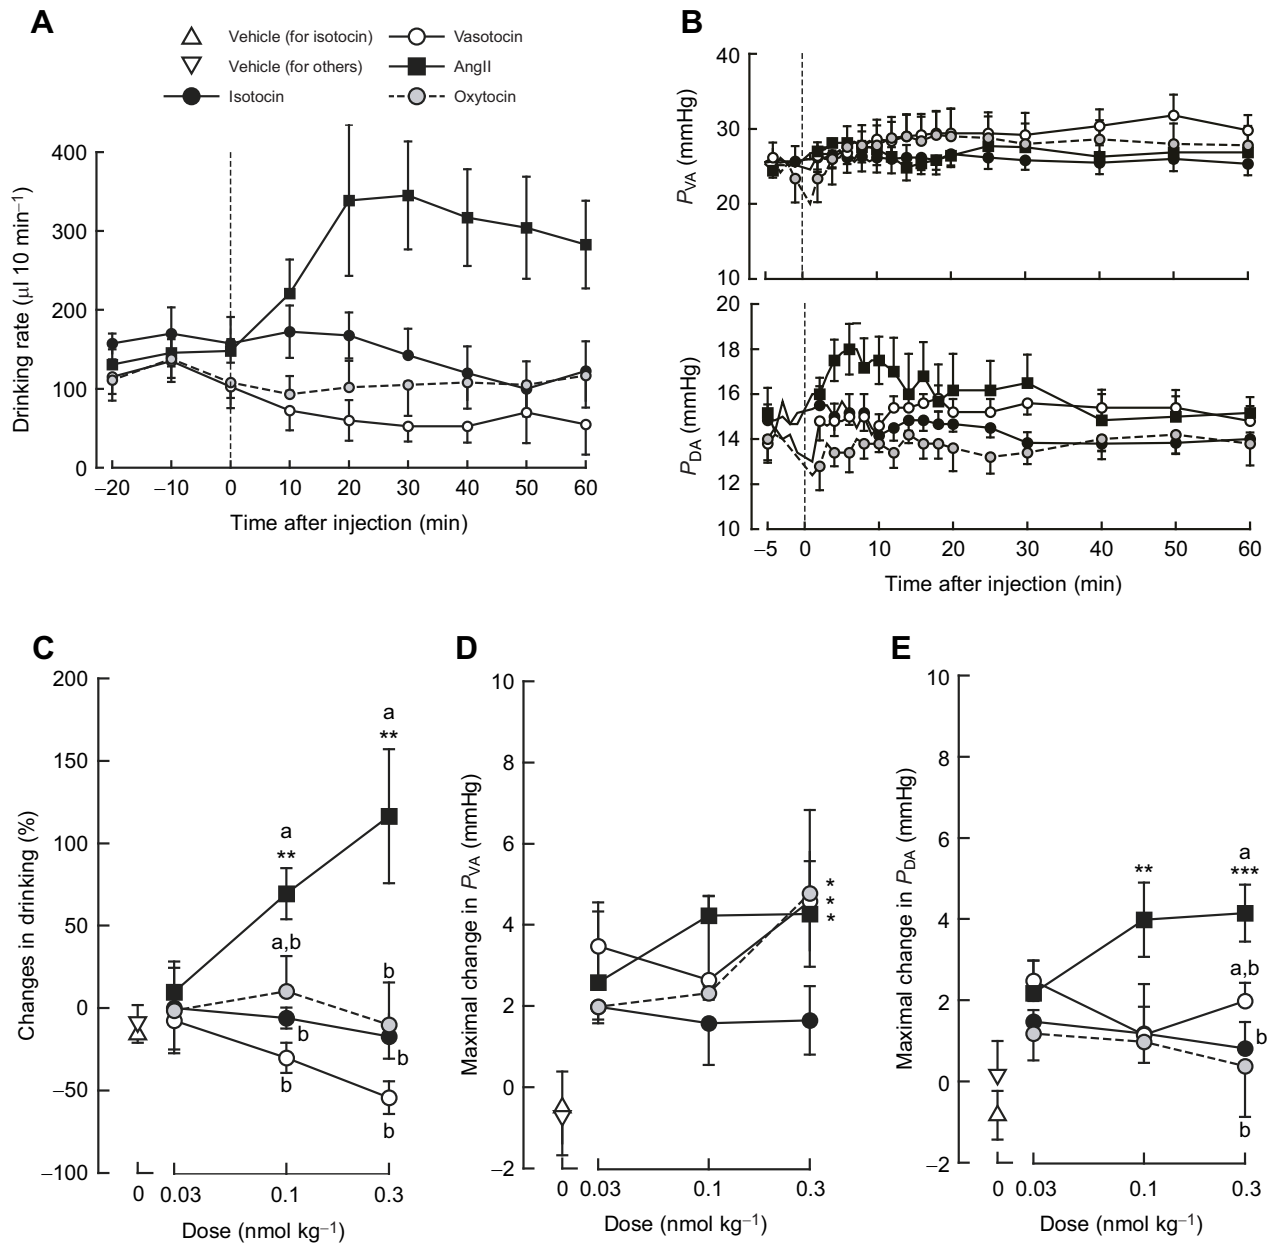 A
Vehicle (for isotocin)
Vasotocin
Vehicle (for others)
AngII
Isotocin
Oxytocin
Drinking rate (µl 10 min–1)
400
300
200
100
0
–20 –10 0 10 20 30 40 50 60
Time after injection (min)
B
PVA (mmHg)
40
30
20
10
PDA (mmHg)
20
18
16
14
12
10
–5 0 10 20 30 40 50 60
Time after injection (min)
C
Changes in drinking (%)
200
150
100
50
0
–50
–100
a
**
a
**
a,b
b
b
b
b
b
0 0.03 0.1 0.3
Dose (nmol kg–1)
D
Maximal change in PVA (mmHg)
10
8
6
4
2
0
–2
*
*
*
0 0.03 0.1 0.3
Dose (nmol kg–1)
E
Maximal change in PDA (mmHg)
10
8
6
4
2
0
–2
**
a
***
a,b
b
b
0 0.03 0.1 0.3
Dose (nmol kg–1)